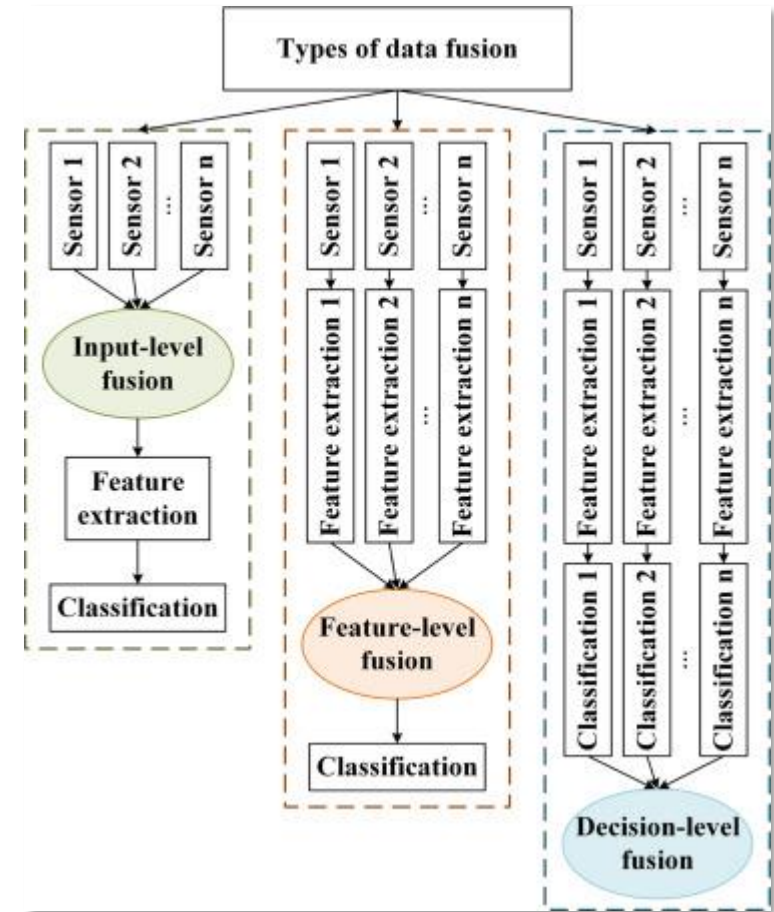 Types of data fusion
Sensor 1
Sensor 2
...
Sensor n
Input-level
fusion
Feature
extraction
Classification
Sensor 1
Sensor 2
...
Sensor n
Feature extraction 1
Feature extraction 2
...
Feature extraction n
Feature-level
fusion
Classification
Sensor 1
Sensor 2
...
Sensor n
Feature extraction 1
Feature extraction 2
...
Feature extraction n
Classification 1
Classification 2
...
Classification n
Decision-level
fusion